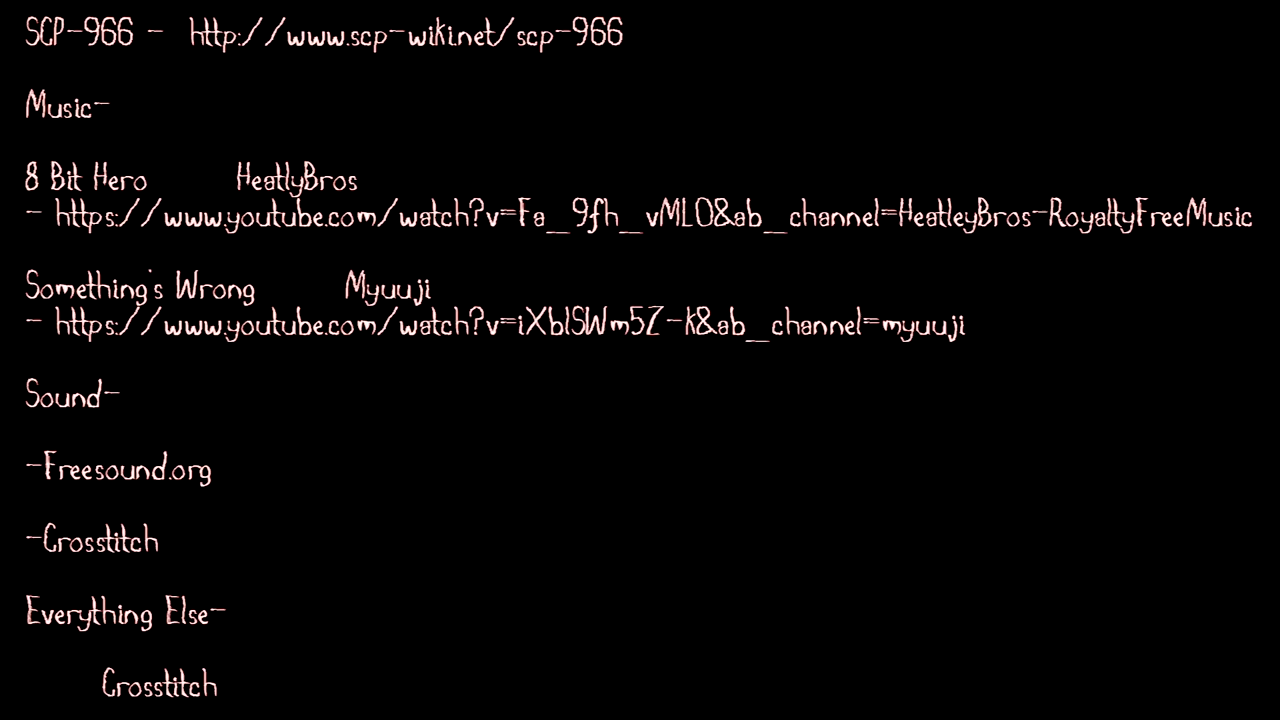 SCP-966 - http://www.scp-wiki.net/scp-966
Music-
8 Bit Hero HeatlyBros
- https://www.youtube.com/watch?v=Fa_9fh_vMLO&ab_channel=HeatleyBros-RoyaltyFreeMusic
Something's Wrong Myuuji
- https://www.youtube.com/watch?v=iXblSWm5Z-k&ab_channel=myuuji
Sound-
-Freesound.org
-Crosstitch
Everything Else-
Crosstitch